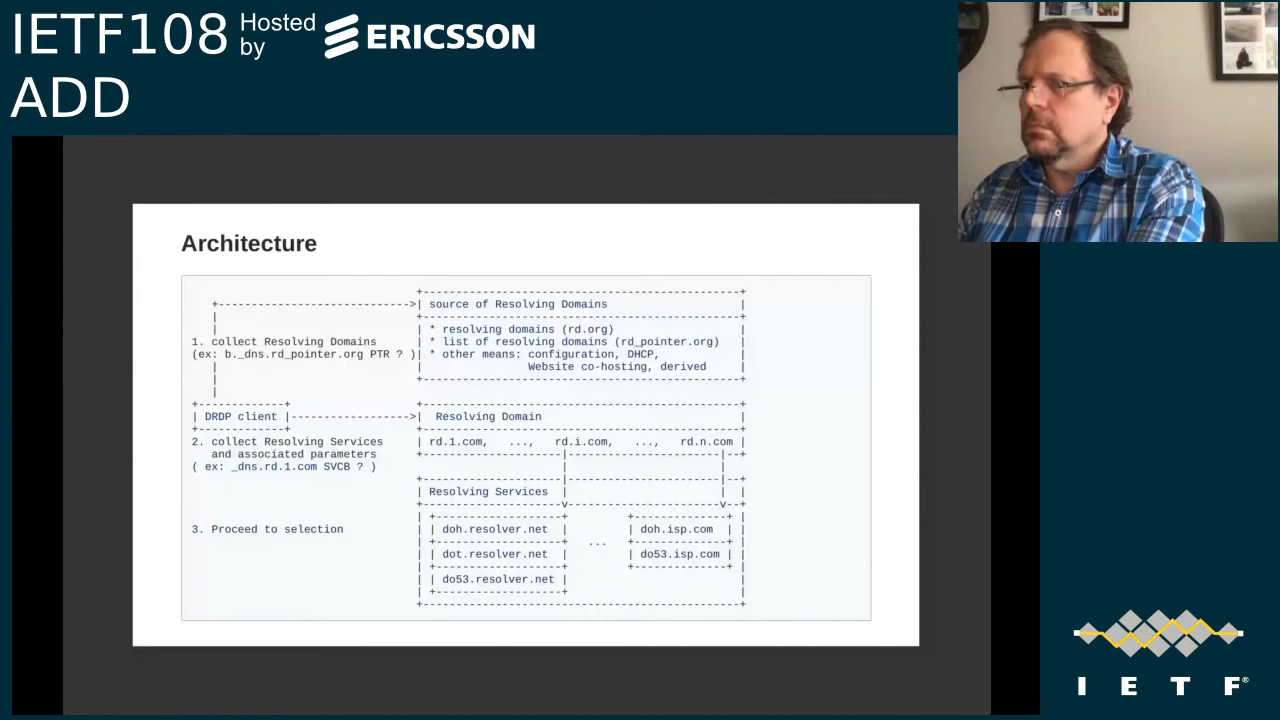 IETF108 Hosted by ERICSSON
ADD
Architecture
source of Resolving Domains
* resolving domains (rd.org)
1. collect Resolving Domains * list of resolving domains (rd_pointer.org)
(ex: b._dns.rd_pointer.org PTR ? ) * other means: configuration, DHCP,
Website co-hosting, derived
DRDP client Resolving Domain
2. collect Resolving Services rd.1.com, ..., rd.i.com, ..., rd.n.com
and associated parameters
( ex: _dns.rd.1.com SVCB ? )
Resolving Services
3. Proceed to selection doh.resolver.net doh.isp.com
...
dot.resolver.net do53.isp.com
do53.resolver.net
I E T F®